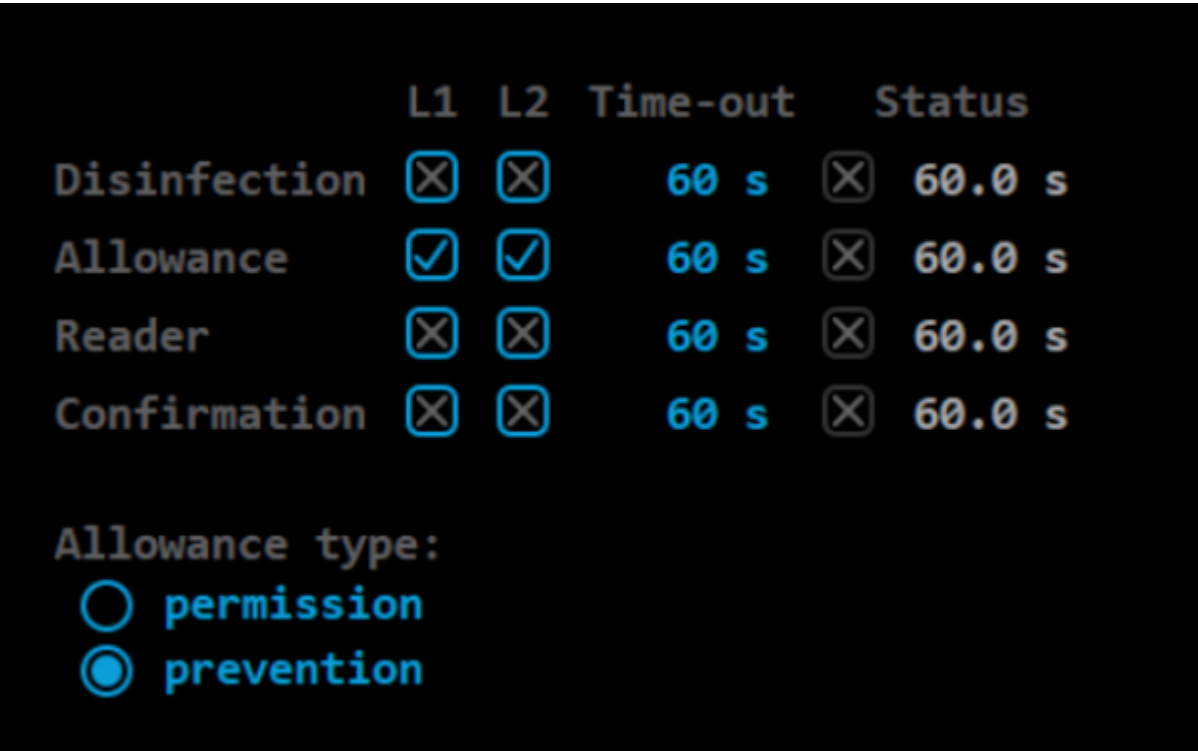 L1 L2 Time-out Status
Disinfection 60 s 60.0 s
Allowance 60 s 60.0 s
Reader 60 s 60.0 s
Confirmation 60 s 60.0 s
Allowance type:
permission
prevention